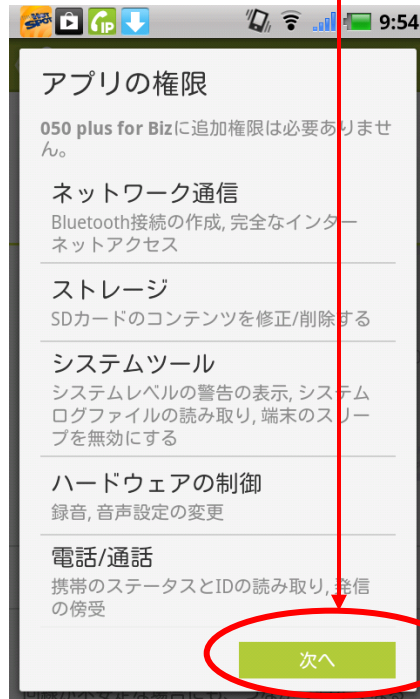 9:54
アプリの権限
050 plus for Bizに追加権限は必要ありませ
ん。
ネットワーク通信
Bluetooth接続の作成, 完全なインター
ネットアクセス
ストレージ
SDカードのコンテンツを修正/削除する
システムツール
システムレベルの警告の表示, システム
ログファイルの読み取り, 端末のスリー
プを無効にする
ハードウェアの制御
録音, 音声設定の変更
電話/通話
携帯のステータスとIDの読み取り, 発信
の傍受
次へ